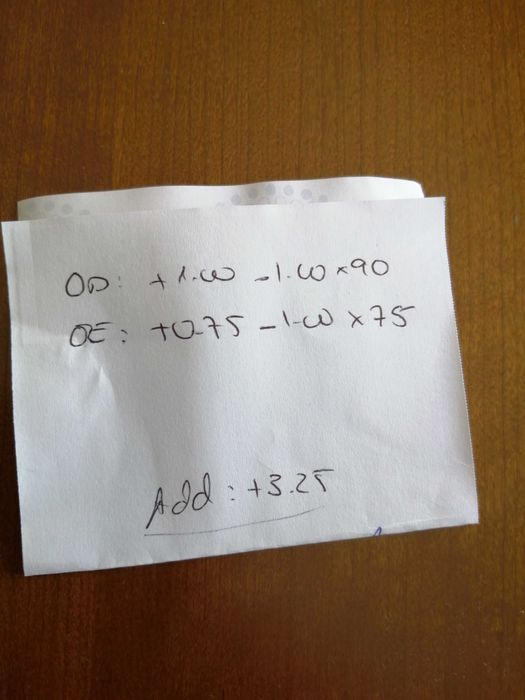 OD: +1.00 -1.00 x 90
OE: +0.75 -1.00 x 75
Add: +3.25